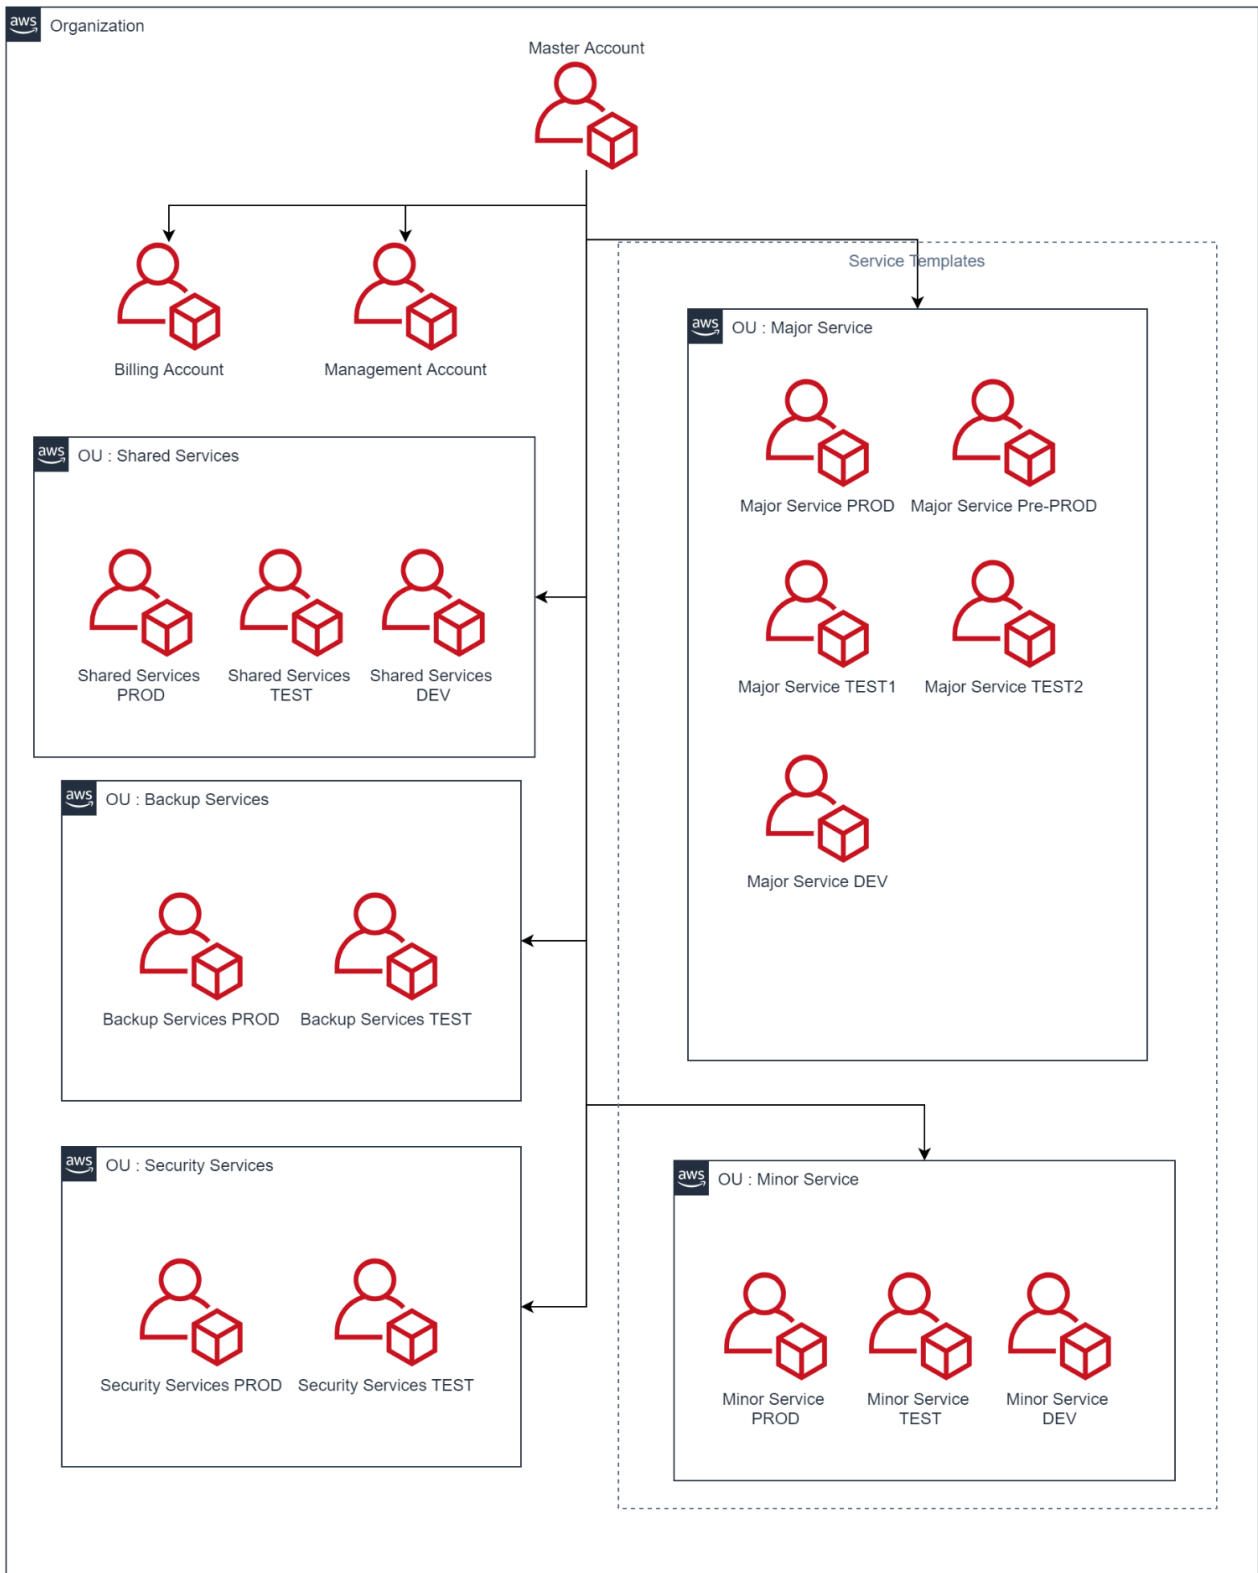 aws Organization
Master Account
Billing Account
Management Account
Service Templates
aws OU : Major Service
Major Service PROD
Major Service Pre-PROD
Major Service TEST1
Major Service TEST2
Major Service DEV
aws OU : Shared Services
Shared Services
PROD
Shared Services
TEST
Shared Services
DEV
aws OU : Backup Services
Backup Services PROD
Backup Services TEST
aws OU : Security Services
Security Services PROD
Security Services TEST
aws OU : Minor Service
Minor Service
PROD
Minor Service
TEST
Minor Service
DEV